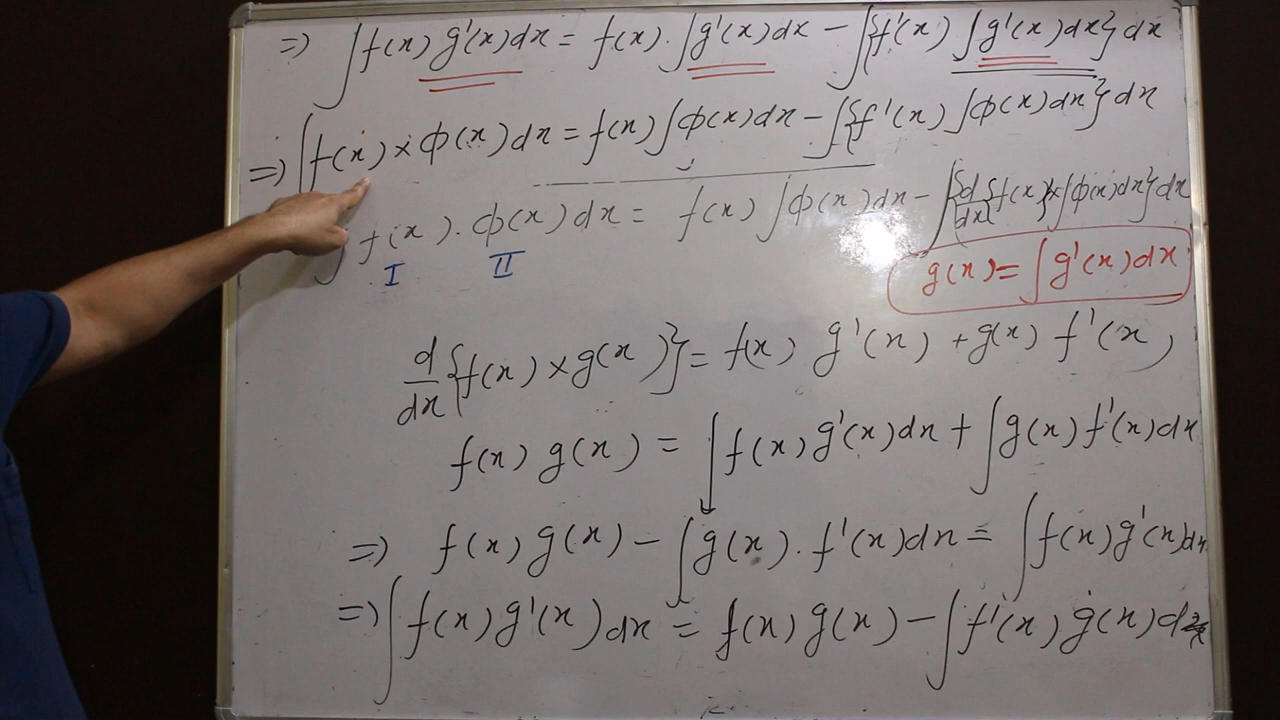 => ∫f(x) g'(x)dx = f(x). ∫g'(x)dx - ∫{f'(x) ∫g'(x)dx}dx
=> ∫f(x) × φ(x)dx = f(x) ∫φ(x)dx - ∫{f'(x) ∫φ(x)dx}dx
∫f(x). φ(x)dx = f(x) ∫φ(x)dx - ∫{d/dx{f(x)}×∫φ(x)dx}dx
I II
g(x) = ∫g'(x)dx
d/dx{f(x) × g(x)} = f(x) g'(x) + g(x) f'(x)
f(x) g(x) = ∫f(x) g'(x)dx + ∫g(x) f'(x)dx
=> f(x) g(x) - ∫g(x). f'(x)dx = ∫f(x) g'(x)dx
=> ∫f(x) g'(x)dx = f(x) g(x) - ∫f'(x) g(x)dx